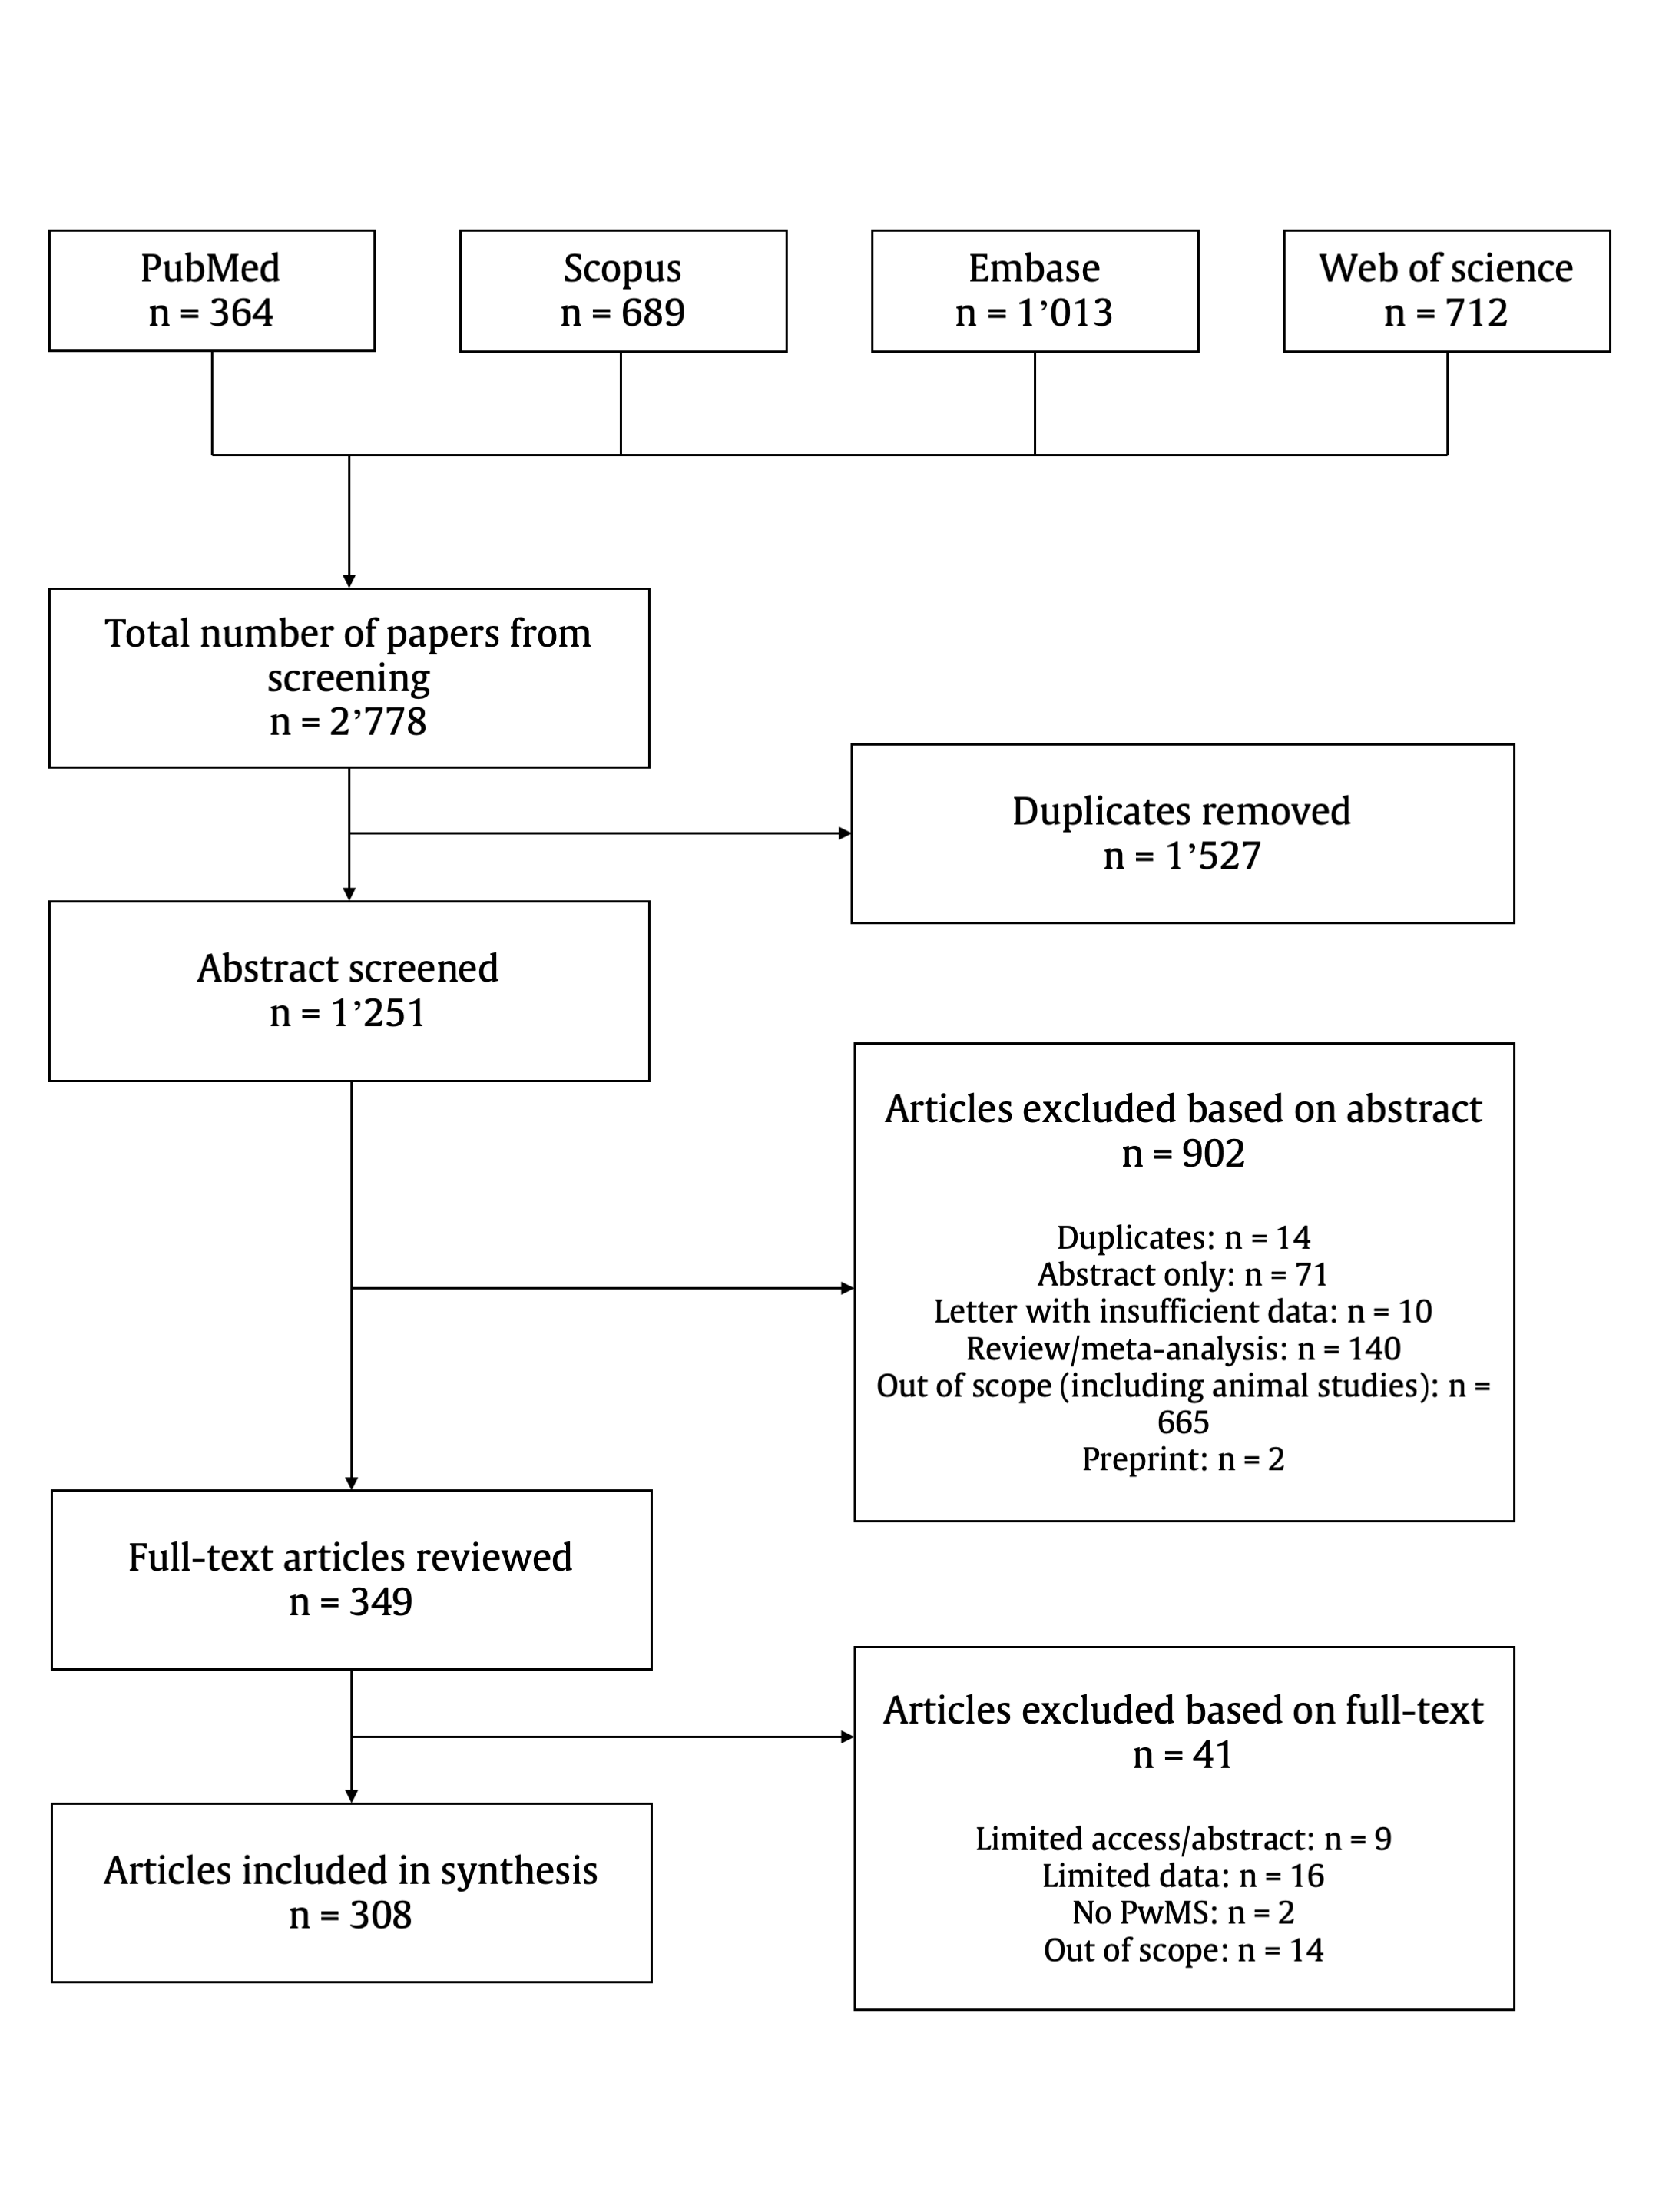 PubMed
n = 364
Scopus
n = 689
Embase
n = 1’013
Web of science
n = 712
Total number of papers from
screening
n = 2’778
Duplicates removed
n = 1’527
Abstract screened
n = 1’251
Articles excluded based on abstract
n = 902
Duplicates: n = 14
Abstract only: n = 71
Letter with insufficient data: n = 10
Review/meta-analysis: n = 140
Out of scope (including animal studies): n =
665
Preprint: n = 2
Full-text articles reviewed
n = 349
Articles excluded based on full-text
n = 41
Limited access/abstract: n = 9
Limited data: n = 16
No PwMS: n = 2
Out of scope: n = 14
Articles included in synthesis
n = 308